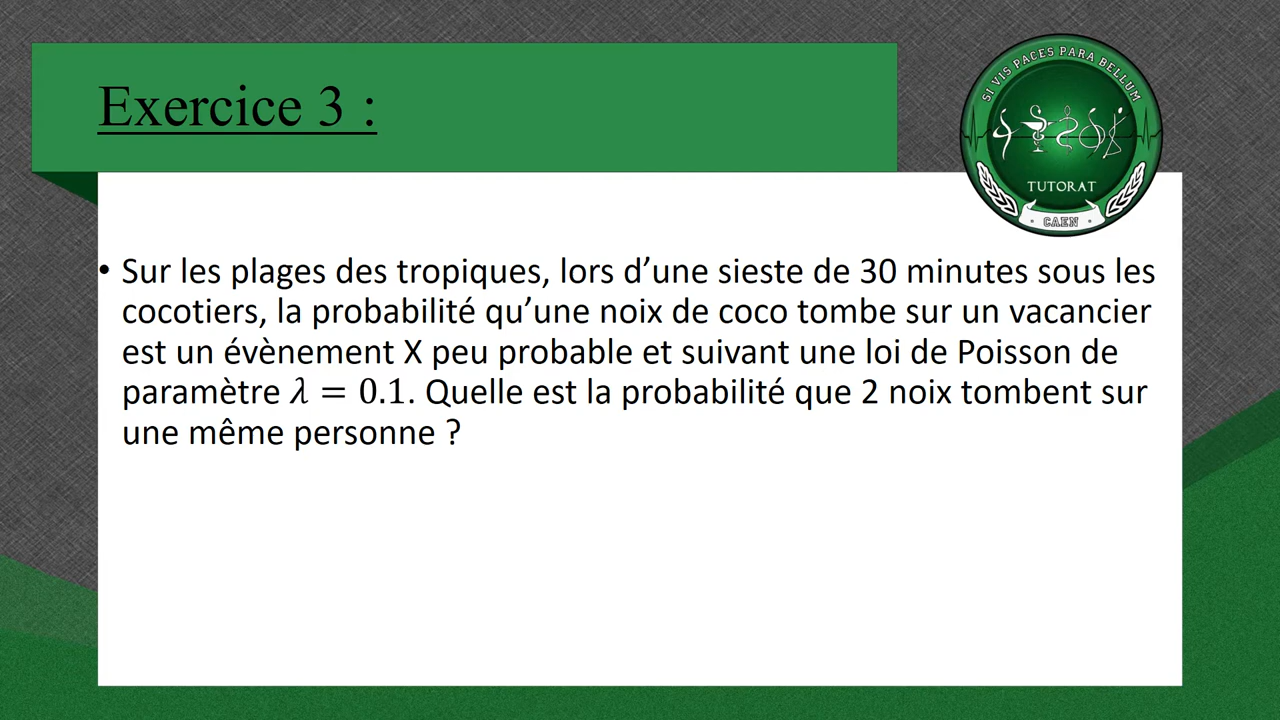 Exercice 3 :
SI VIS PACES PARA BELLUM
TUTORAT
CAEN
• Sur les plages des tropiques, lors d’une sieste de 30 minutes sous les
cocotiers, la probabilité qu’une noix de coco tombe sur un vacancier
est un évènement X peu probable et suivant une loi de Poisson de
paramètre 𝜆 = 0.1. Quelle est la probabilité que 2 noix tombent sur
une même personne ?